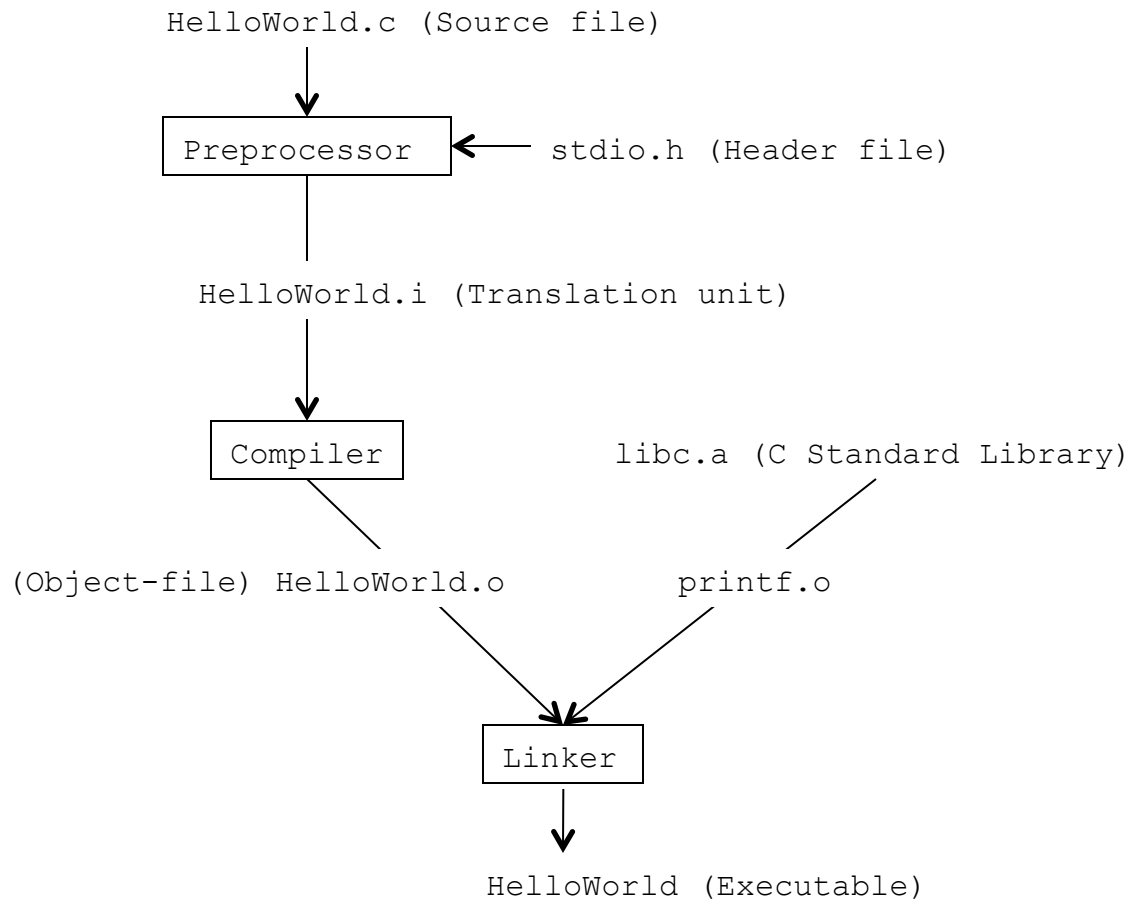 HelloWorld.c (Source file)
Preprocessor
stdio.h (Header file)
HelloWorld.i (Translation unit)
Compiler
libc.a (C Standard Library)
(Object-file) HelloWorld.o
printf.o
Linker
HelloWorld (Executable)